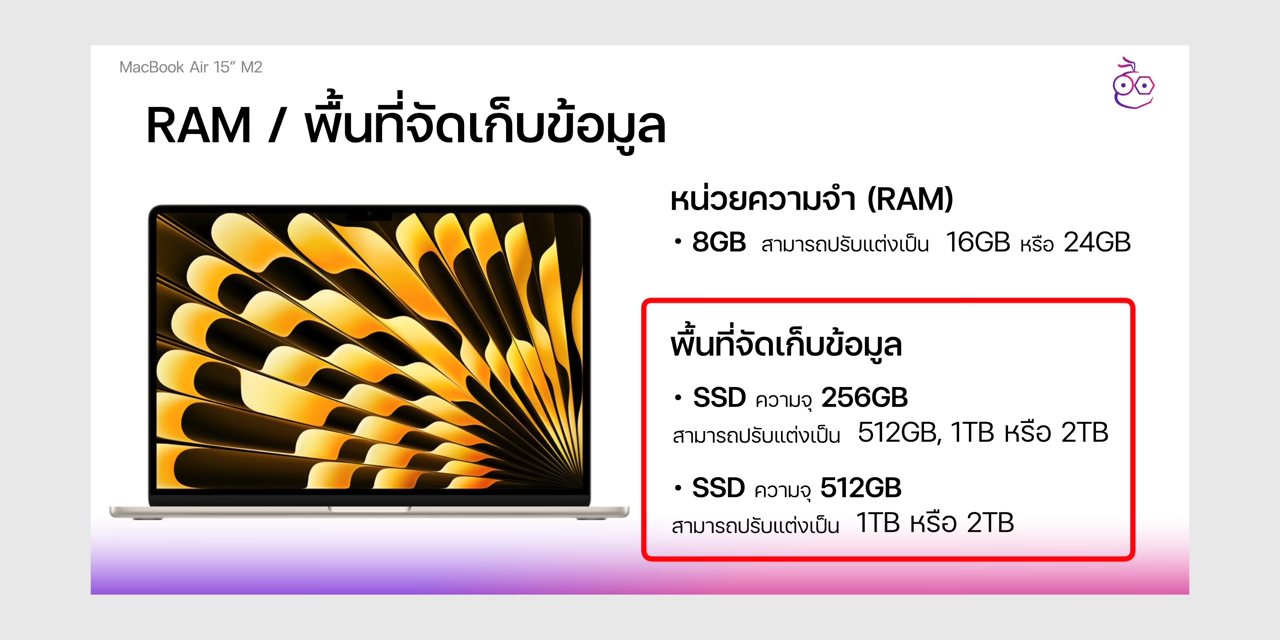 MacBook Air 15” M2
RAM / พื้นที่จัดเก็บข้อมูล
หน่วยความจำ (RAM)
• 8GB สามารถปรับแต่งเป็น 16GB หรือ 24GB
พื้นที่จัดเก็บข้อมูล
• SSD ความจุ 256GB
สามารถปรับแต่งเป็น 512GB, 1TB หรือ 2TB
• SSD ความจุ 512GB
สามารถปรับแต่งเป็น 1TB หรือ 2TB